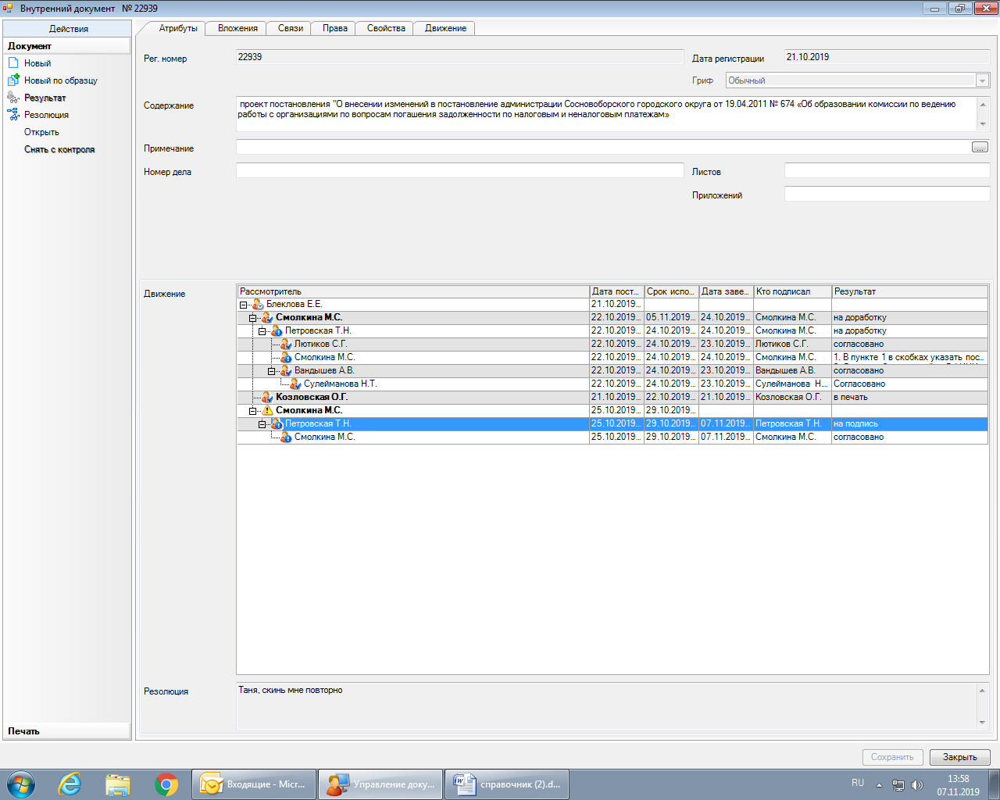 Внутренний документ № 22939
Действия
Документ
Новый
Новый по образцу
Результат
Резолюция
Открыть
Снять с контроля
Печать
Атрибуты Вложения Связи Права Свойства Движение
Рег. номер 22939 Дата регистрации 21.10.2019
Гриф Обычный
Содержание проект постановления "О внесении изменений в постановление администрации Сосновоборского городского округа от 19.04.2011 № 674 «Об образовании комиссии по ведению
работы с организациями по вопросам погашения задолженности по налоговым и неналоговым платежам»
Примечание ...
Номер дела Листов
Приложений
Движение
Рассмотритель Дата пост... Срок испо... Дата заве... Кто подписал Результат
Блеклова Е.Е. 21.10.2019...
Смолкина М.С. 22.10.2019... 05.11.2019... 24.10.2019... Смолкина М.С. на доработку
Петровская Т.Н. 22.10.2019... 24.10.2019... 24.10.2019... Смолкина М.С. на доработку
Лютиков С.Г. 22.10.2019... 24.10.2019... 23.10.2019... Лютиков С.Г. согласовано
Смолкина М.С. 22.10.2019... 24.10.2019... 24.10.2019... Смолкина М.С. 1. В пункте 1 в скобках указать пос...
Вандышев А.В. 22.10.2019... 24.10.2019... 23.10.2019... Вандышев А.В. согласовано
Сулейманова Н.Т. 22.10.2019... 24.10.2019... 23.10.2019... Сулейманова Н... Согласовано
Козловская О.Г. 21.10.2019... 22.10.2019... 21.10.2019... Козловская О.Г. в печать
Смолкина М.С. 25.10.2019... 29.10.2019...
Петровская Т.Н. 25.10.2019... 29.10.2019... 07.11.2019... Петровская Т.Н. на подпись
Смолкина М.С. 25.10.2019... 29.10.2019... 07.11.2019... Смолкина М.С. согласовано
Резолюция Таня, скинь мне повторно
Сохранить Закрыть
Входящие - Micr... Управление доку... справочник (2).d... RU 13:58
07.11.2019